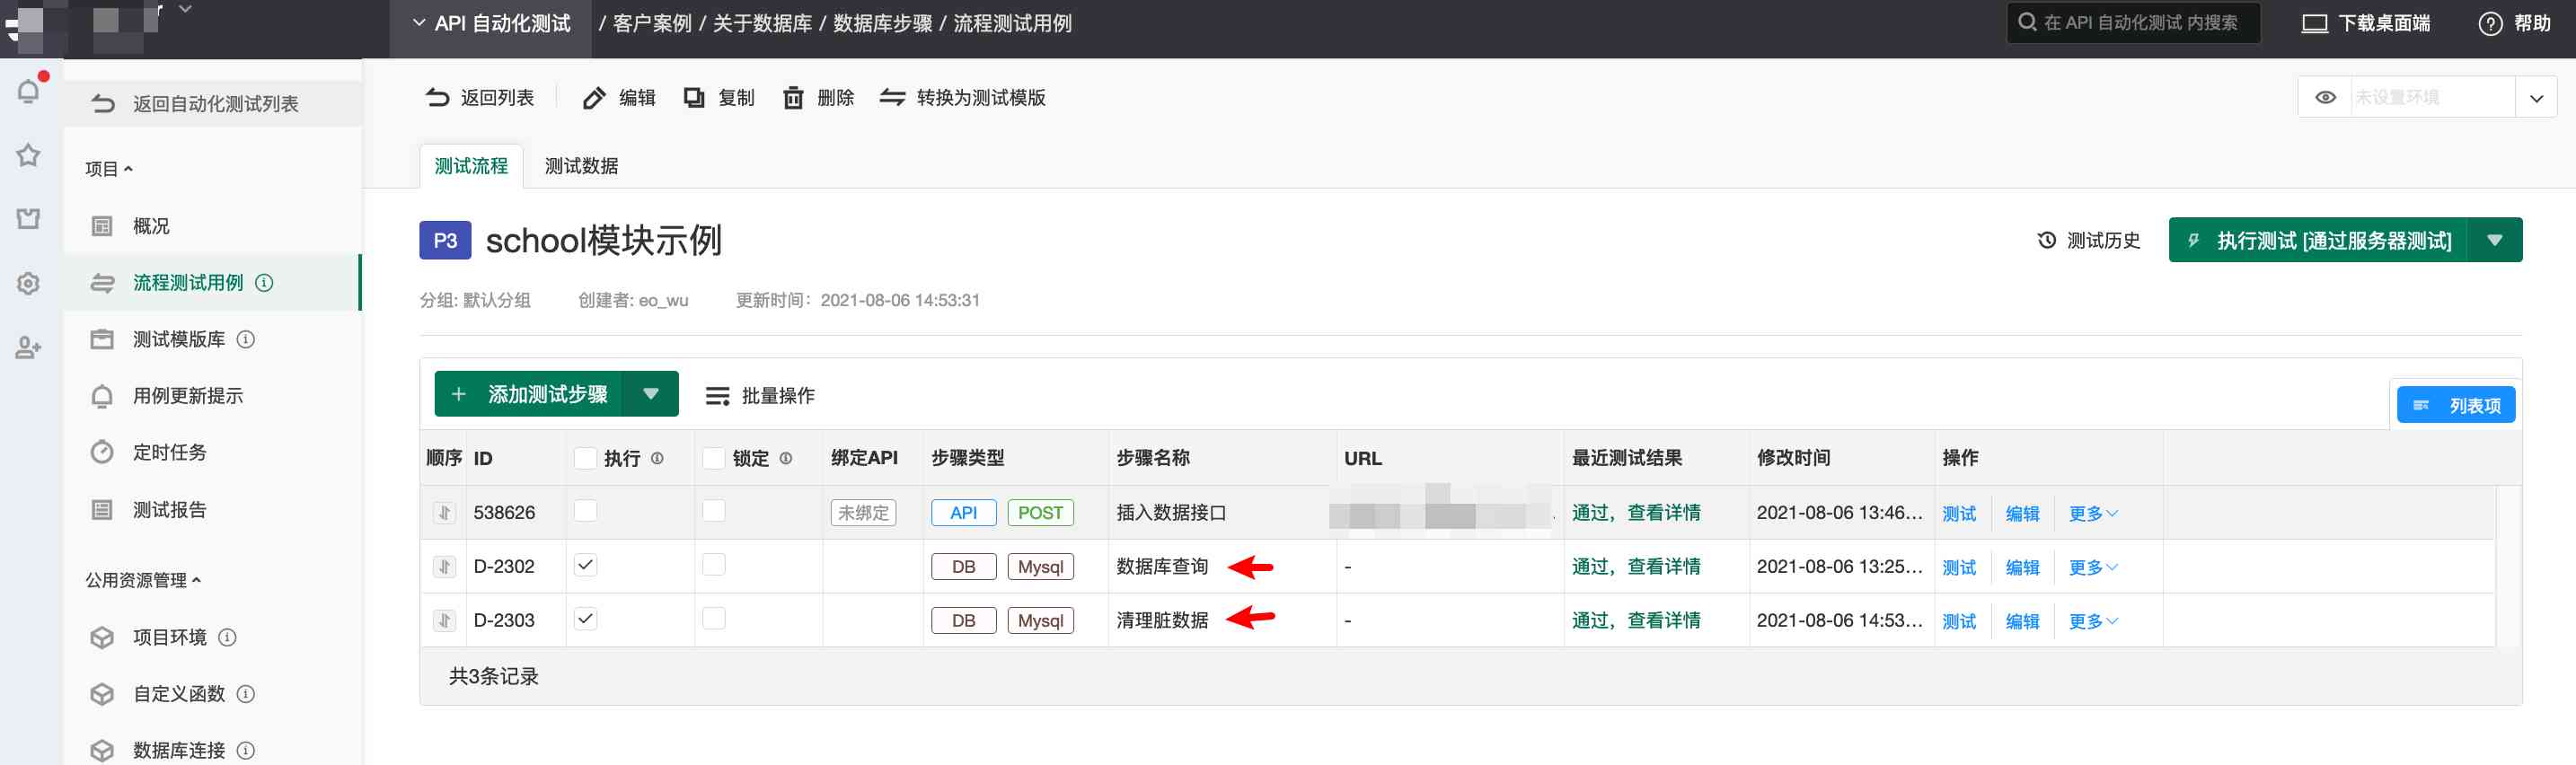 API 自动化测试 / 客户案例 / 关于数据库 / 数据库步骤 / 流程测试用例
在 API 自动化测试 内搜索
下载桌面端
帮助
返回自动化测试列表
项目
概况
流程测试用例
测试模版库
用例更新提示
定时任务
测试报告
公用资源管理
项目环境
自定义函数
数据库连接
返回列表 编辑 复制 删除 转换为测试模版
未设置环境
测试流程 测试数据
P3 school模块示例
测试历史
执行测试 [通过服务器测试]
分组: 默认分组 创建者: eo_wu 更新时间: 2021-08-06 14:53:31
添加测试步骤 批量操作
列表项
顺序 ID 执行 锁定 绑定API 步骤类型 步骤名称 URL 最近测试结果 修改时间 操作
538626 未绑定 API POST 插入数据接口 通过，查看详情 2021-08-06 13:46... 测试 编辑 更多
D-2302 DB Mysql 数据库查询 - 通过，查看详情 2021-08-06 13:25... 测试 编辑 更多
D-2303 DB Mysql 清理脏数据 - 通过，查看详情 2021-08-06 14:53... 测试 编辑 更多
共3条记录